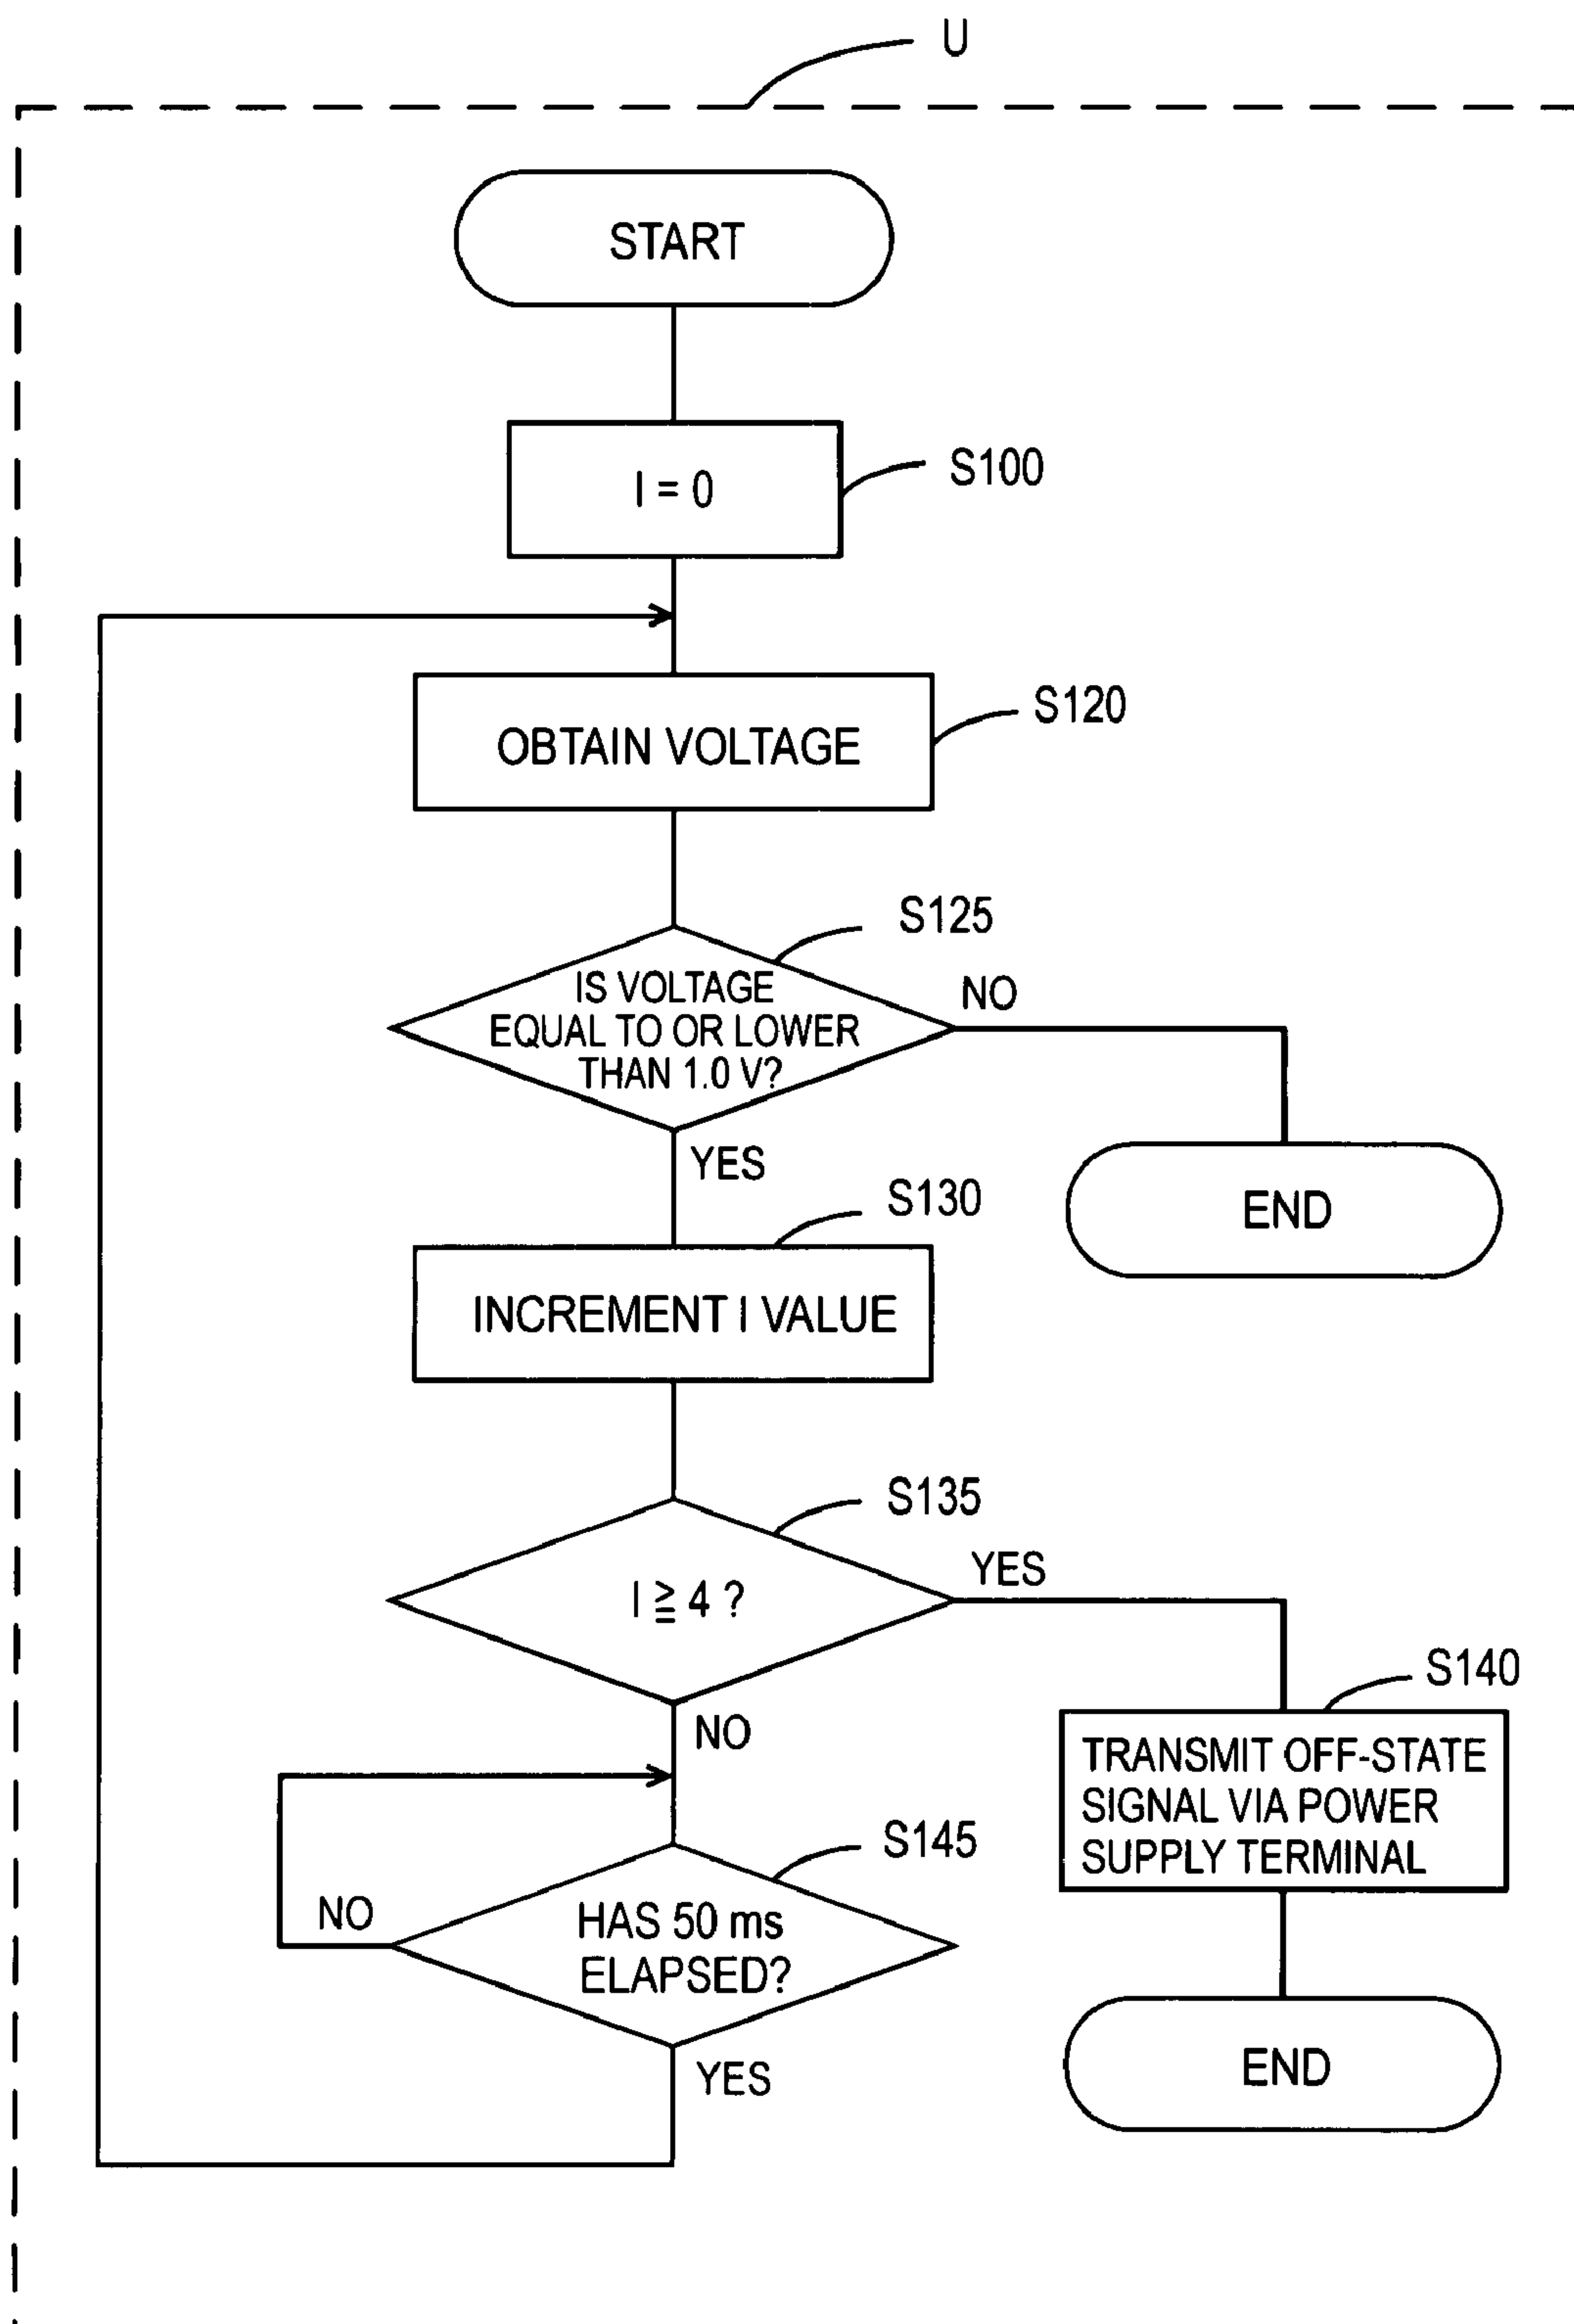 U
START
I = 0
S100
OBTAIN VOLTAGE
S120
S125
IS VOLTAGE
EQUAL TO OR LOWER
THAN 1.0 V?
NO
YES
END
S130
INCREMENT I VALUE
S135
I ≧ 4 ?
YES
NO
S140
TRANSMIT OFF-STATE
SIGNAL VIA POWER
SUPPLY TERMINAL
S145
HAS 50 ms
ELAPSED?
NO
YES
END